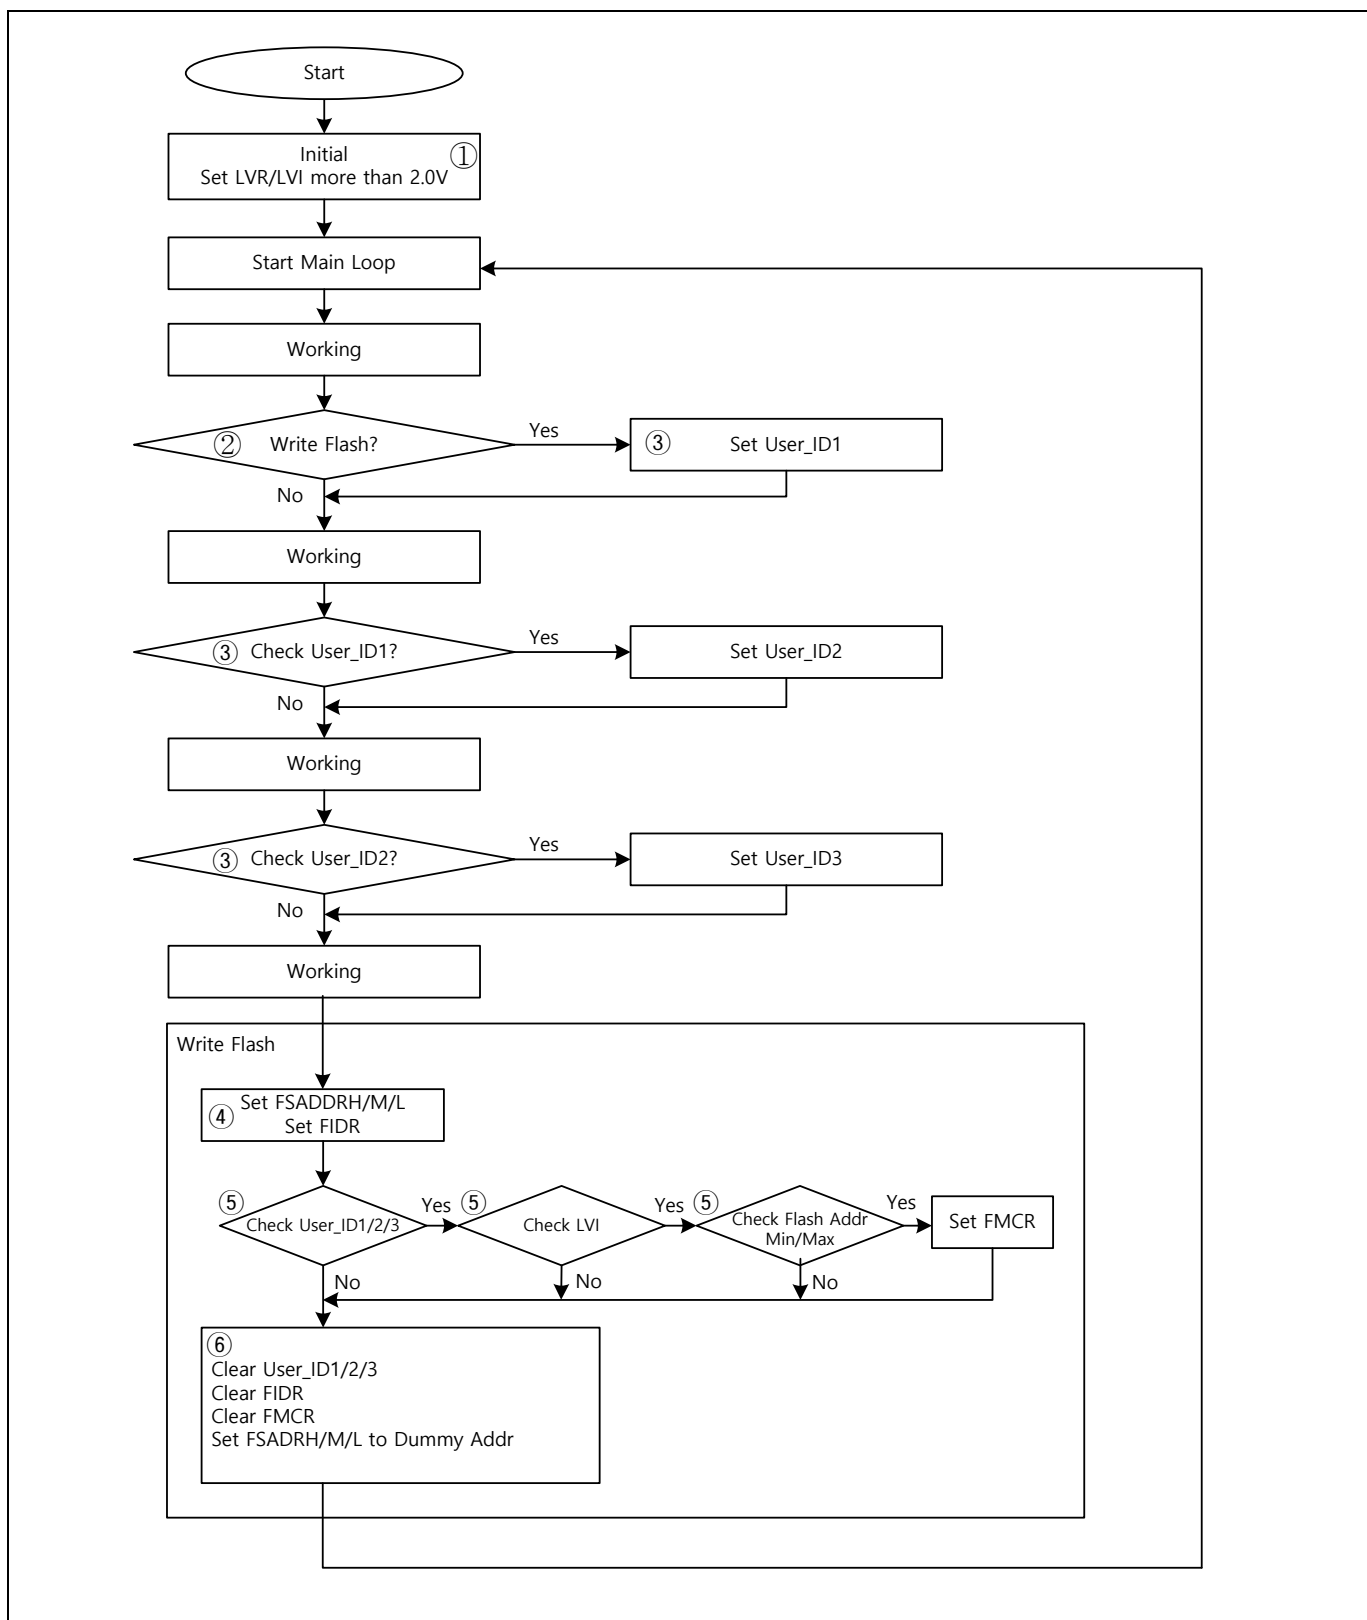 Start
Initial ①
Set LVR/LVI more than 2.0V
Start Main Loop
Working
② Write Flash?
Yes
③ Set User_ID1
No
Working
③ Check User_ID1?
Yes
Set User_ID2
No
Working
③ Check User_ID2?
Yes
Set User_ID3
No
Working
Write Flash
④ Set FSADDRH/M/L
Set FIDR
⑤ Check User_ID1/2/3
Yes
⑤ Check LVI
Yes
⑤ Check Flash Addr
Min/Max
Yes
Set FMCR
No
No
No
⑥
Clear User_ID1/2/3
Clear FIDR
Clear FMCR
Set FSADRH/M/L to Dummy Addr